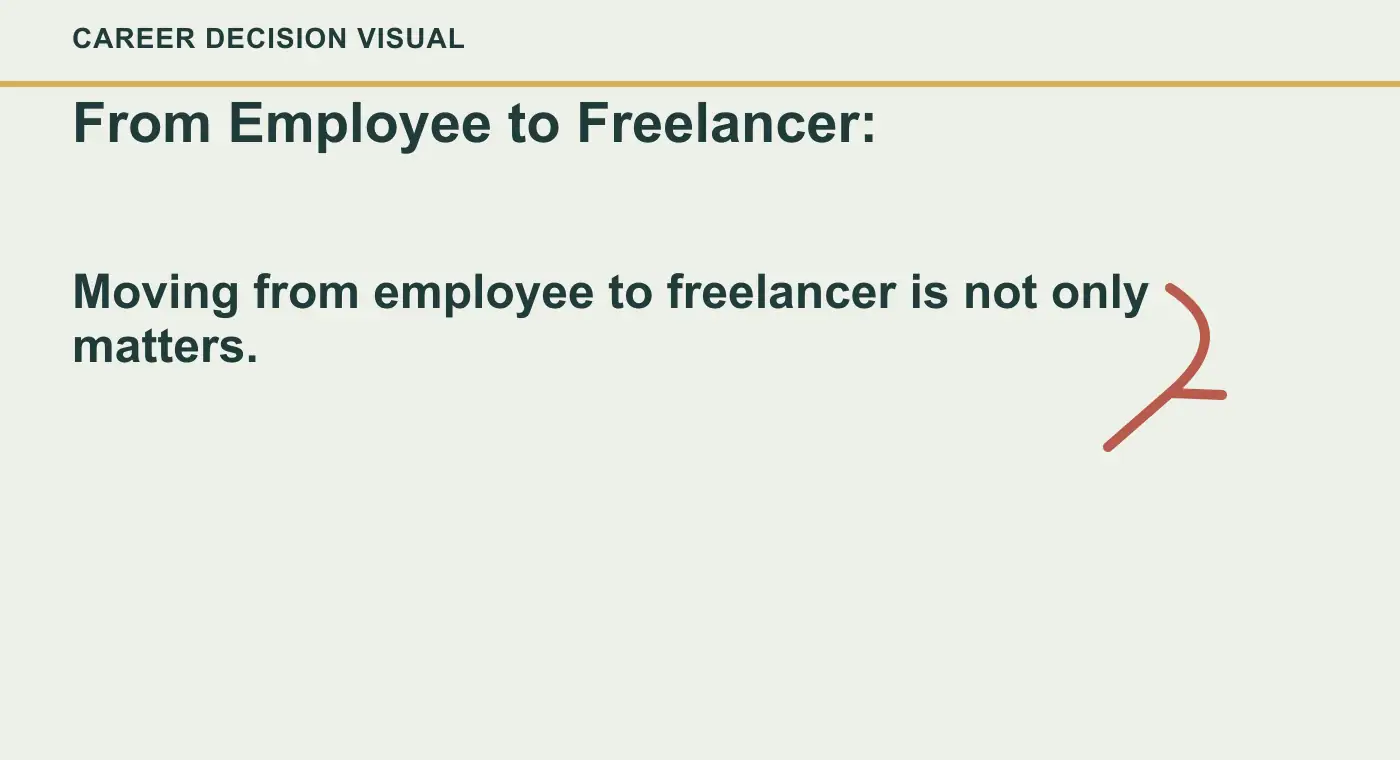 CAREER DECISION VISUAL
From Employee to Freelancer:
Moving from employee to freelancer is not only
matters.